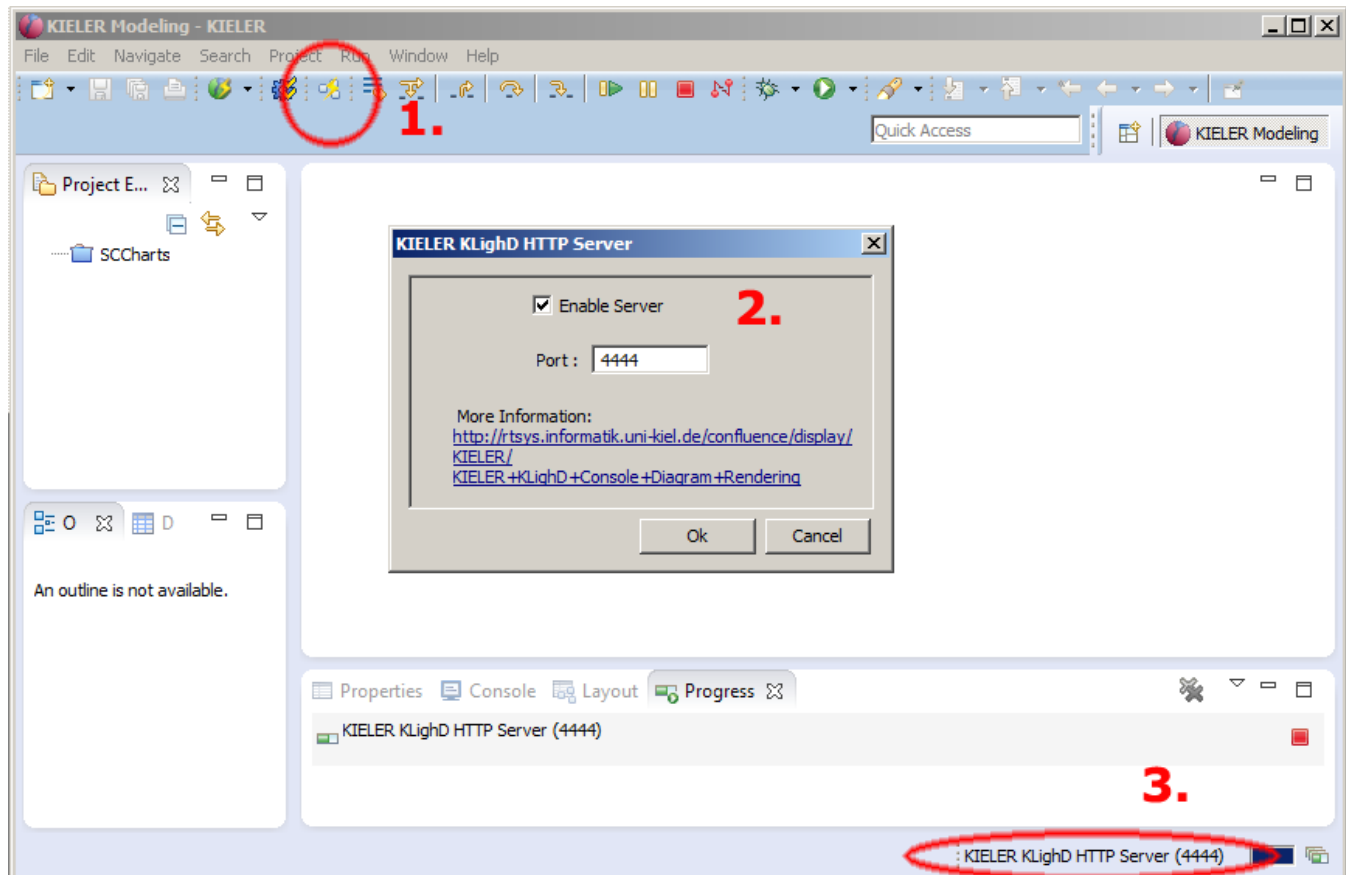 KIELER Modeling - KIELER
File Edit Navigate Search Project Run Window Help
1.
Quick Access
KIELER Modeling
Project E...
SCCharts
KIELER KLighD HTTP Server
Enable Server
2.
Port : 4444
More Information:
http://rtsys.informatik.uni-kiel.de/confluence/display/
KIELER/
KIELER+KLighD+Console+Diagram+Rendering
Ok Cancel
O D
An outline is not available.
Properties Console Layout Progress
KIELER KLighD HTTP Server (4444)
3.
KIELER KLighD HTTP Server (4444)